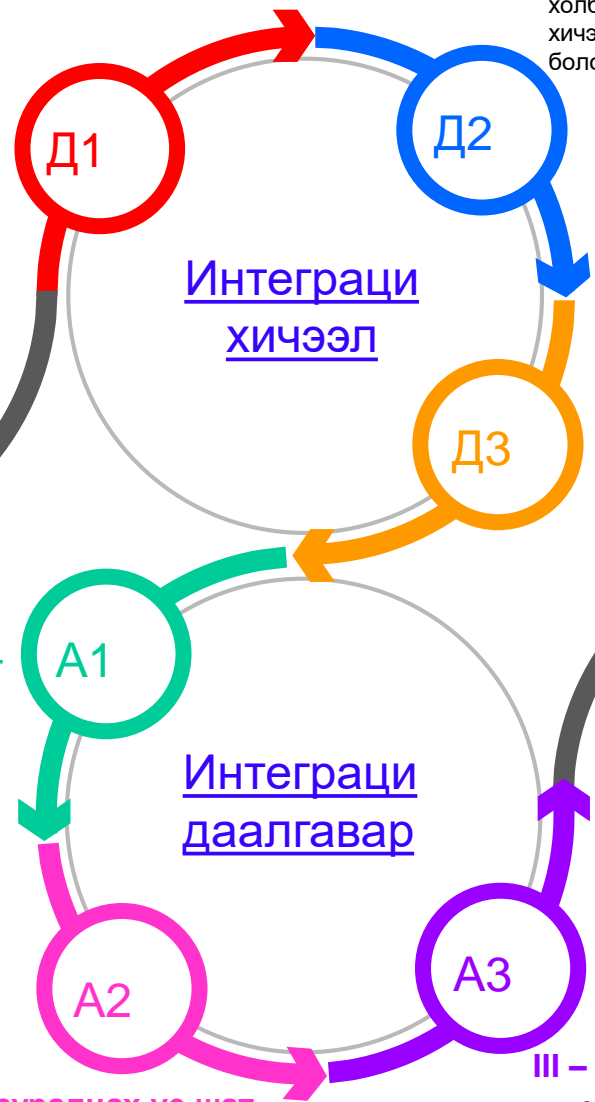 Д1
Д2
Интеграци
хичээл
Д3
А1
Интеграци
даалгавар
А2
А3
III –